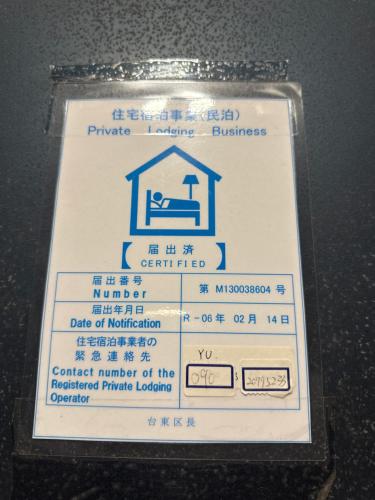 住宅宿泊事業(民泊)
Private Lodging Business
【 届出済 】
CERTIFIED
届出番号
Number
第 M130038604 号
届出年月日
Date of Notification
R-06年 02月 14日
住宅宿泊事業者の
緊急連絡先
Contact number of the
Registered Private Lodging
Operator
YU.
090
台東区長